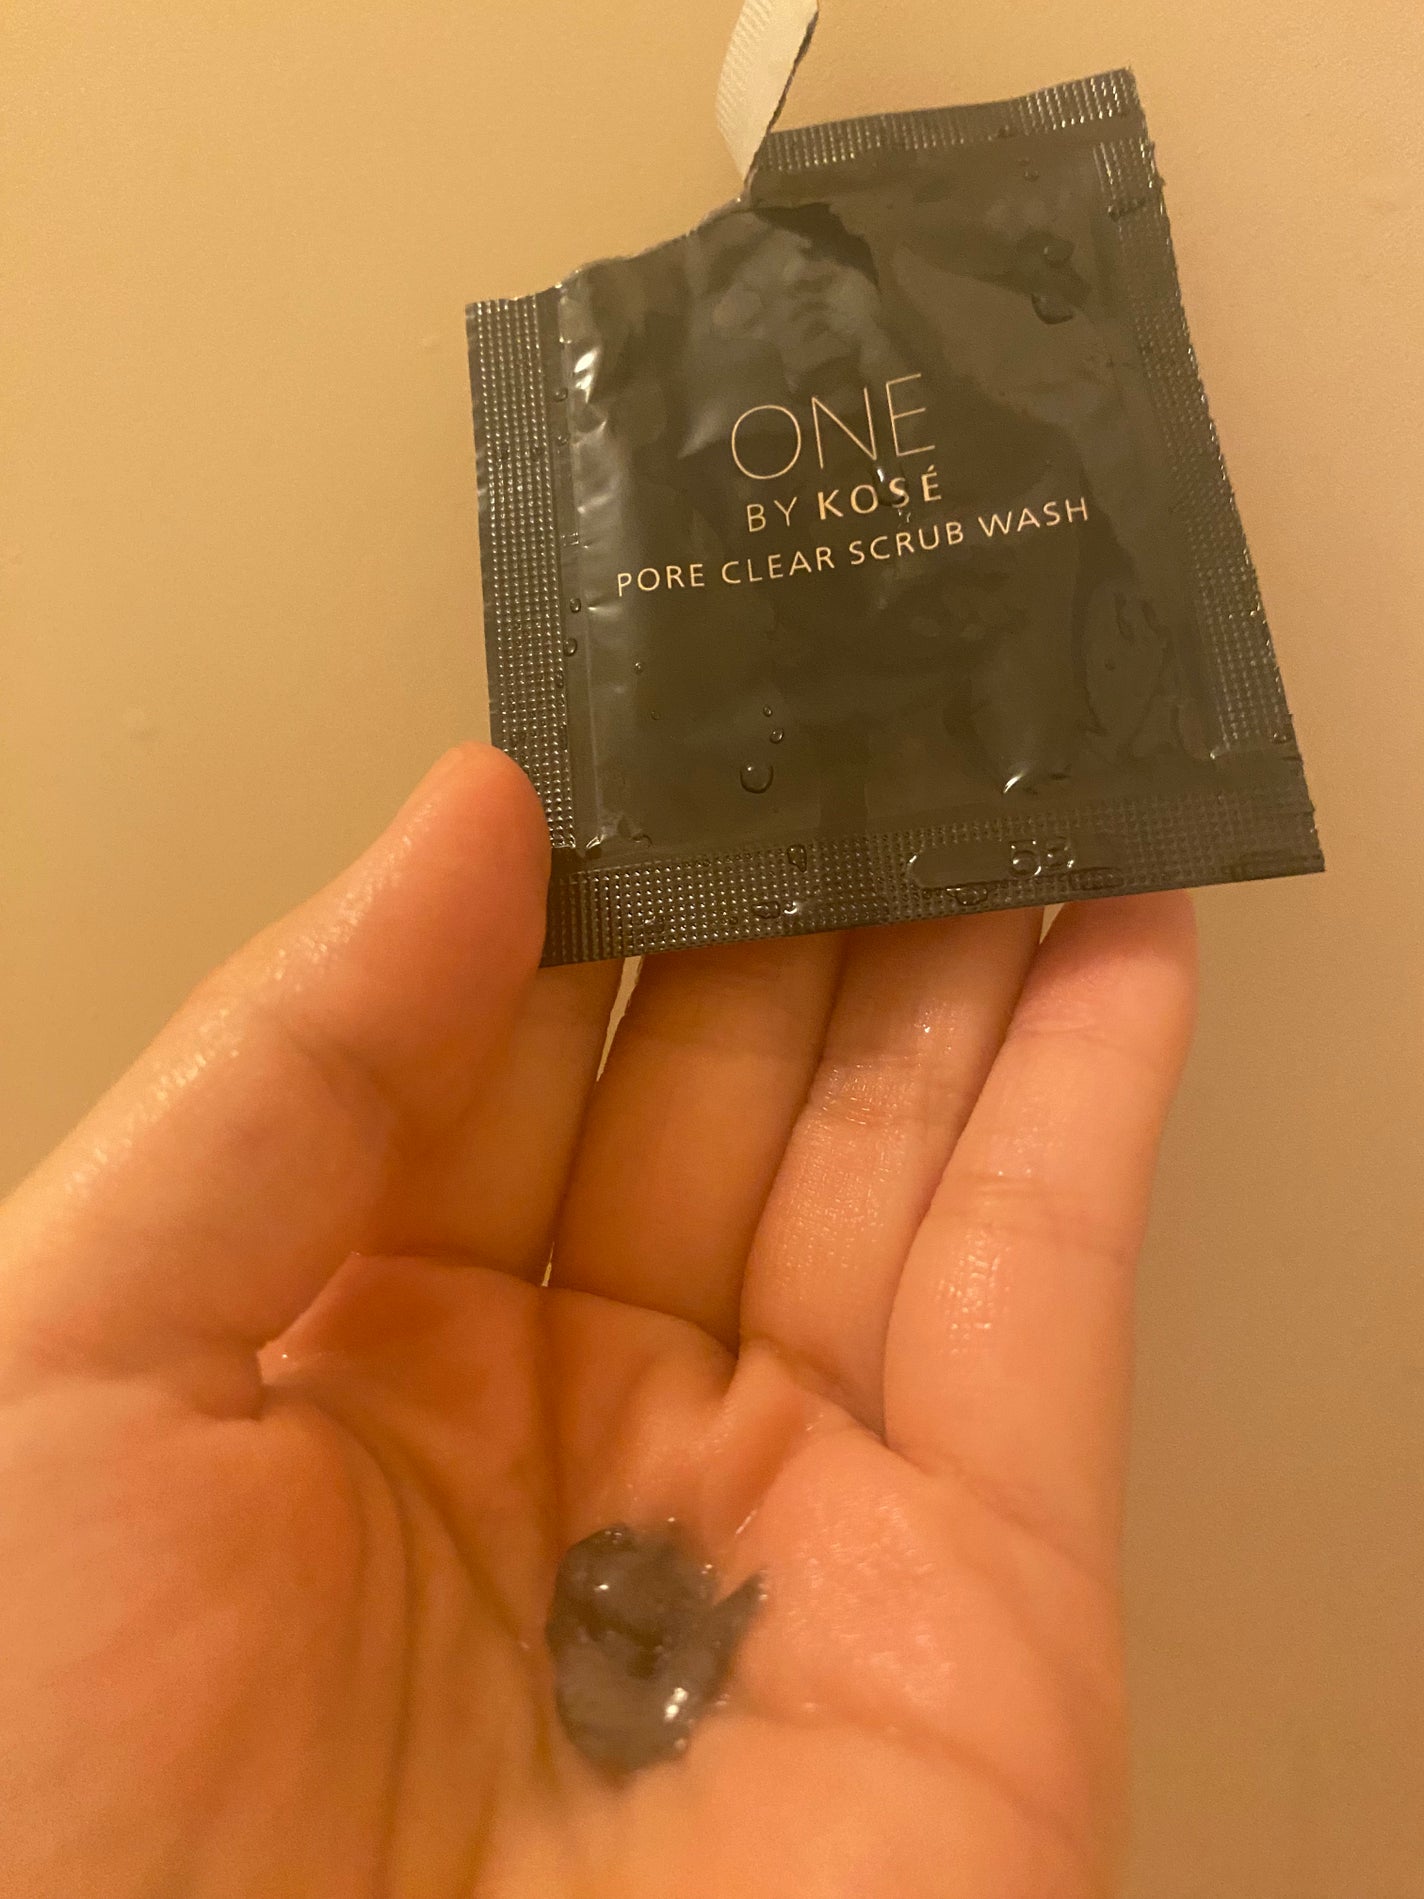 ONE
BY KOSÉ
PORE CLEAR SCRUB WASH